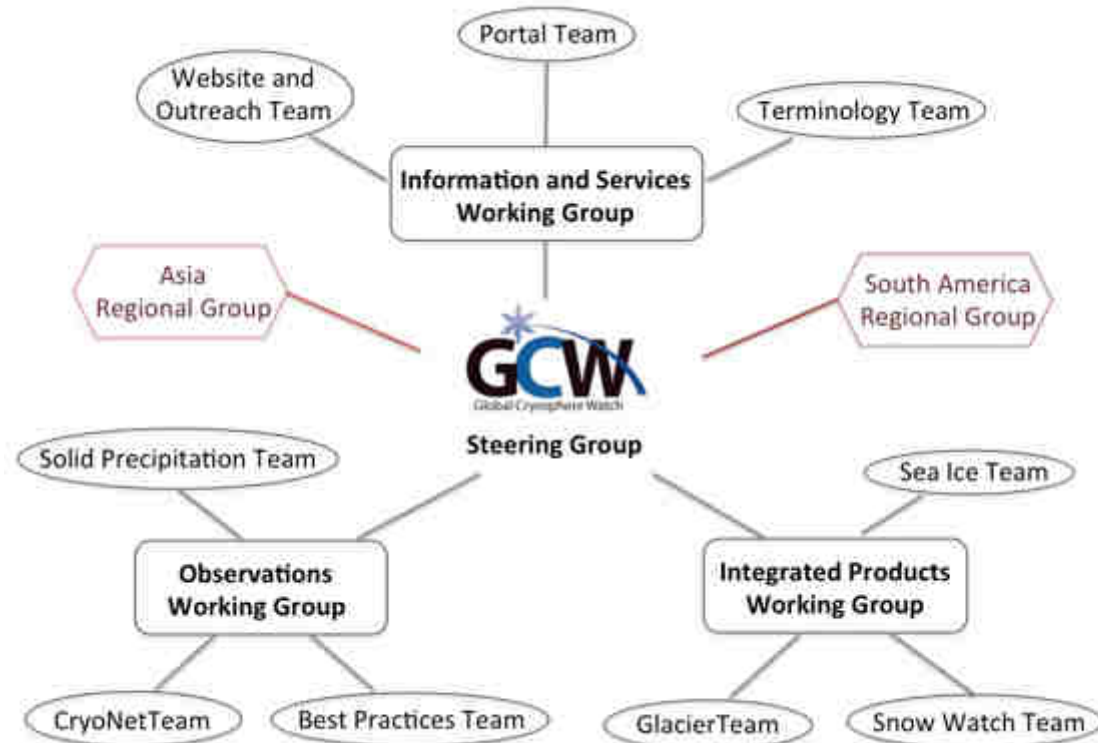 Portal Team
Website and
Outreach Team
Terminology Team
Information and Services
Working Group
Asia
Regional Group
South America
Regional Group
GCW
Global Cryosphere Watch
Steering Group
Solid Precipitation Team
Sea Ice Team
Observations
Working Group
Integrated Products
Working Group
CryoNetTeam
Best Practices Team
GlacierTeam
Snow Watch Team